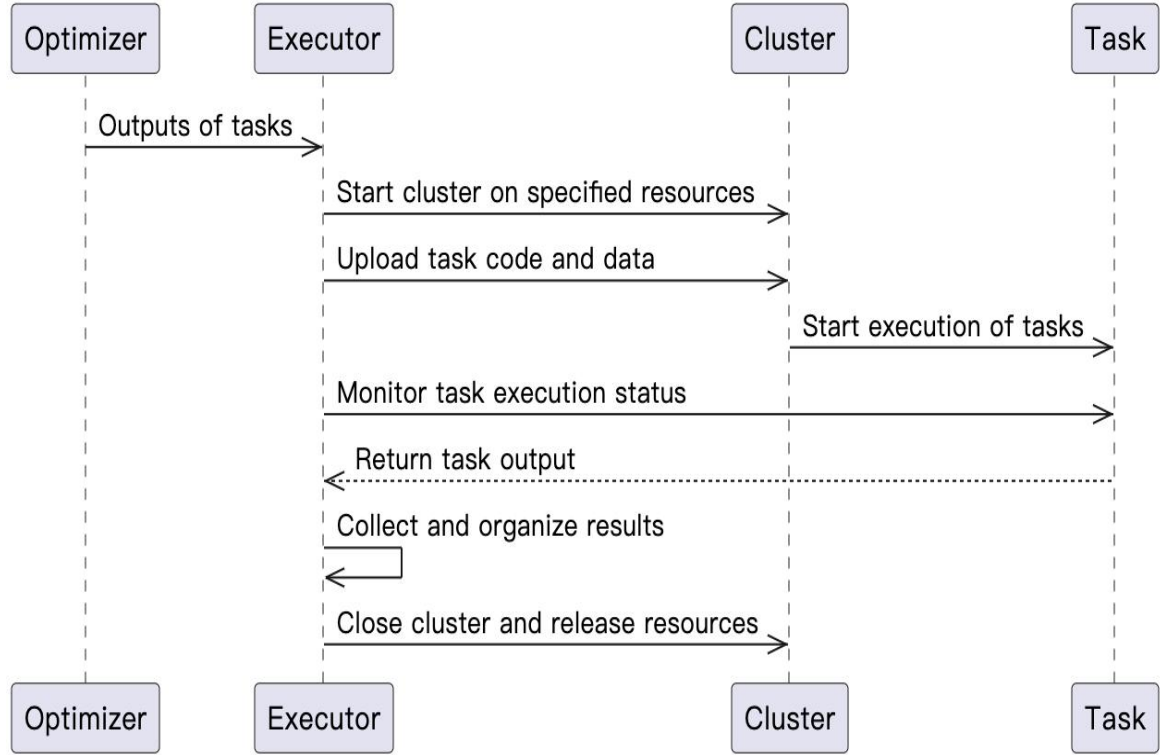 Optimizer Executor Cluster Task
Outputs of tasks
Start cluster on specified resources
Upload task code and data
Start execution of tasks
Monitor task execution status
Return task output
Collect and organize results
Close cluster and release resources
Optimizer Executor Cluster Task